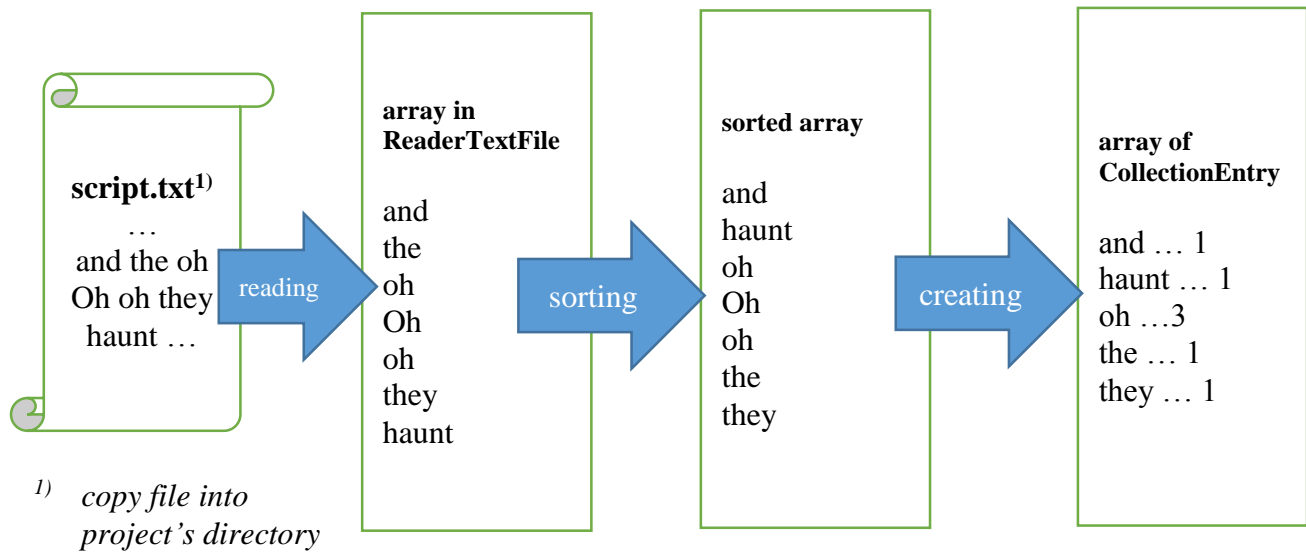 script.txt1)
…
and the oh
Oh oh they
haunt …
1) copy file into
project’s directory
reading
array in
ReaderTextFile
and
the
oh
Oh
oh
they
haunt
sorting
sorted array
and
haunt
oh
Oh
oh
the
they
creating
array of
CollectionEntry
and … 1
haunt … 1
oh …3
the … 1
they … 1